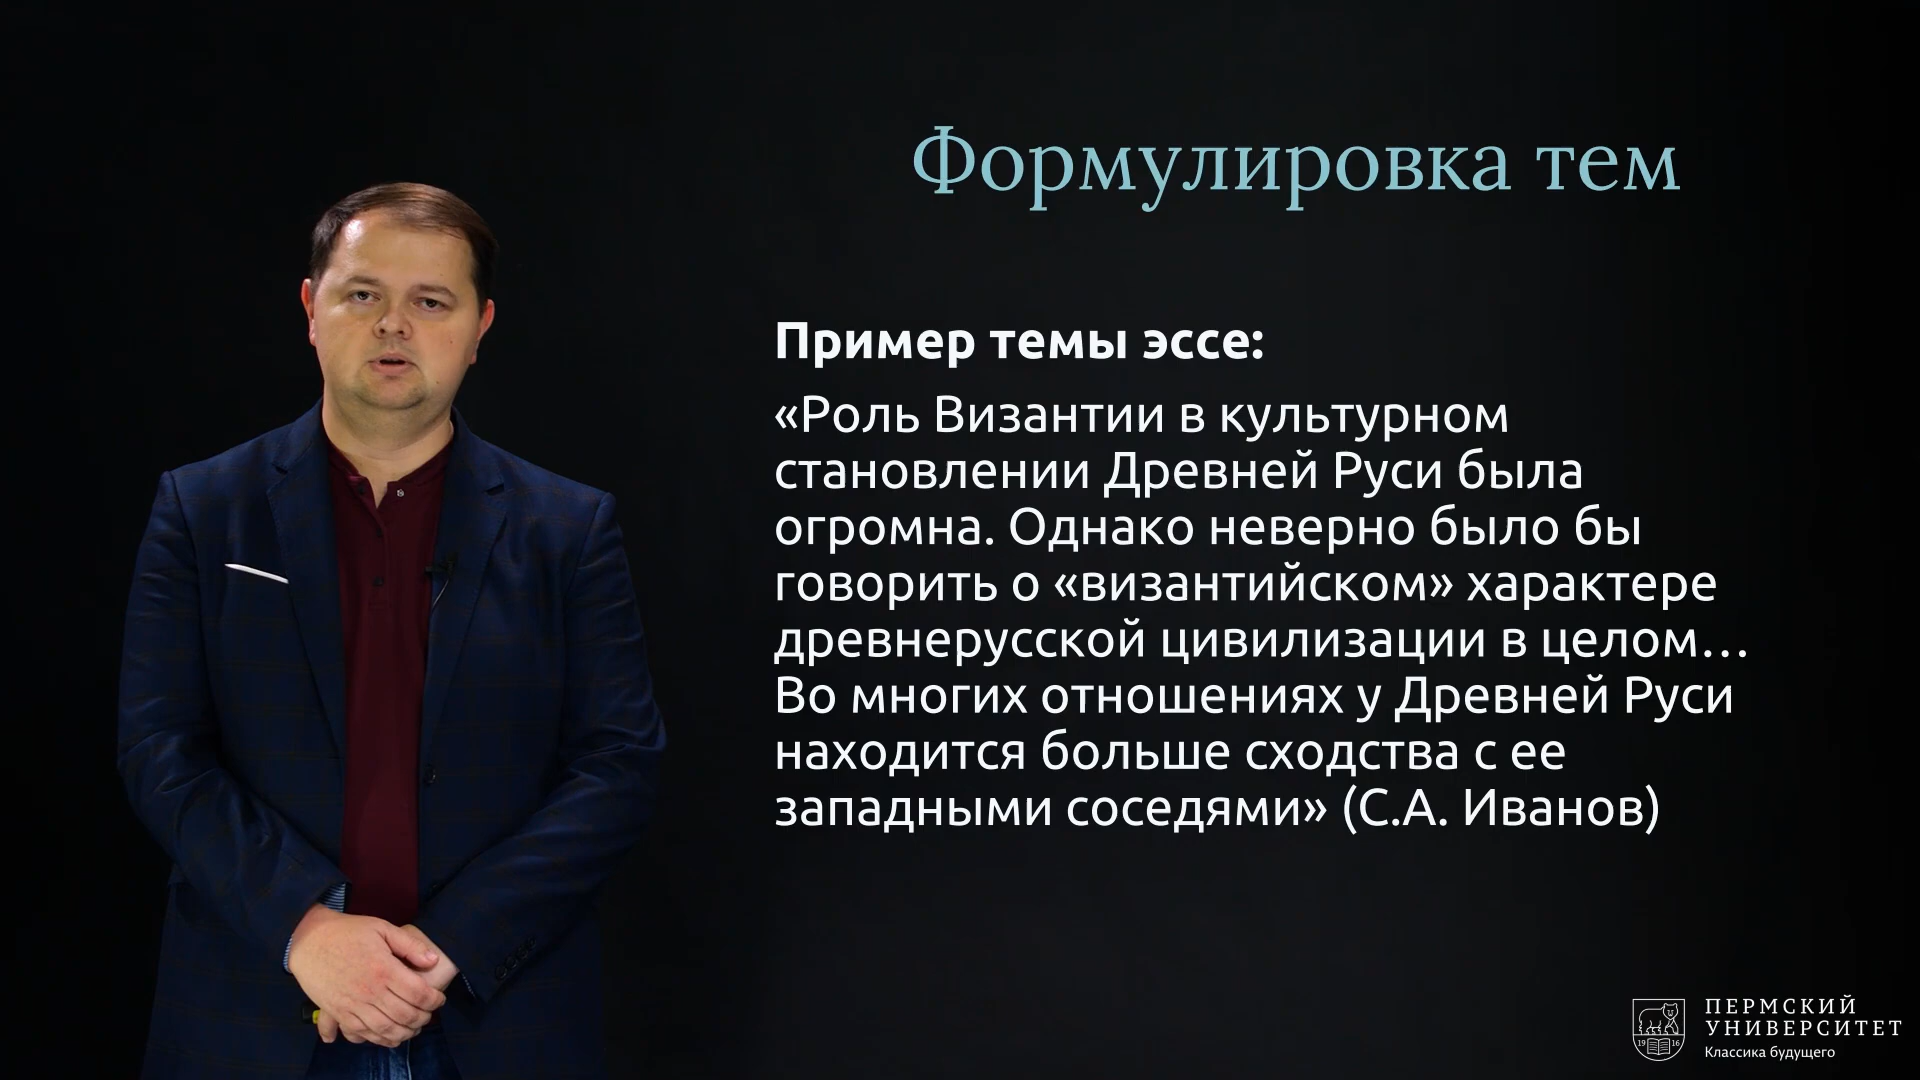 Формулировка тем
Пример темы эссе:
«Роль Византии в культурном
становлении Древней Руси была
огромна. Однако неверно было бы
говорить о «византийском» характере
древнерусской цивилизации в целом…
Во многих отношениях у Древней Руси
находится больше сходства с ее
западными соседями» (С.А. Иванов)
19 16
ПЕРМСКИЙ
УНИВЕРСИТЕТ
Классика будущего